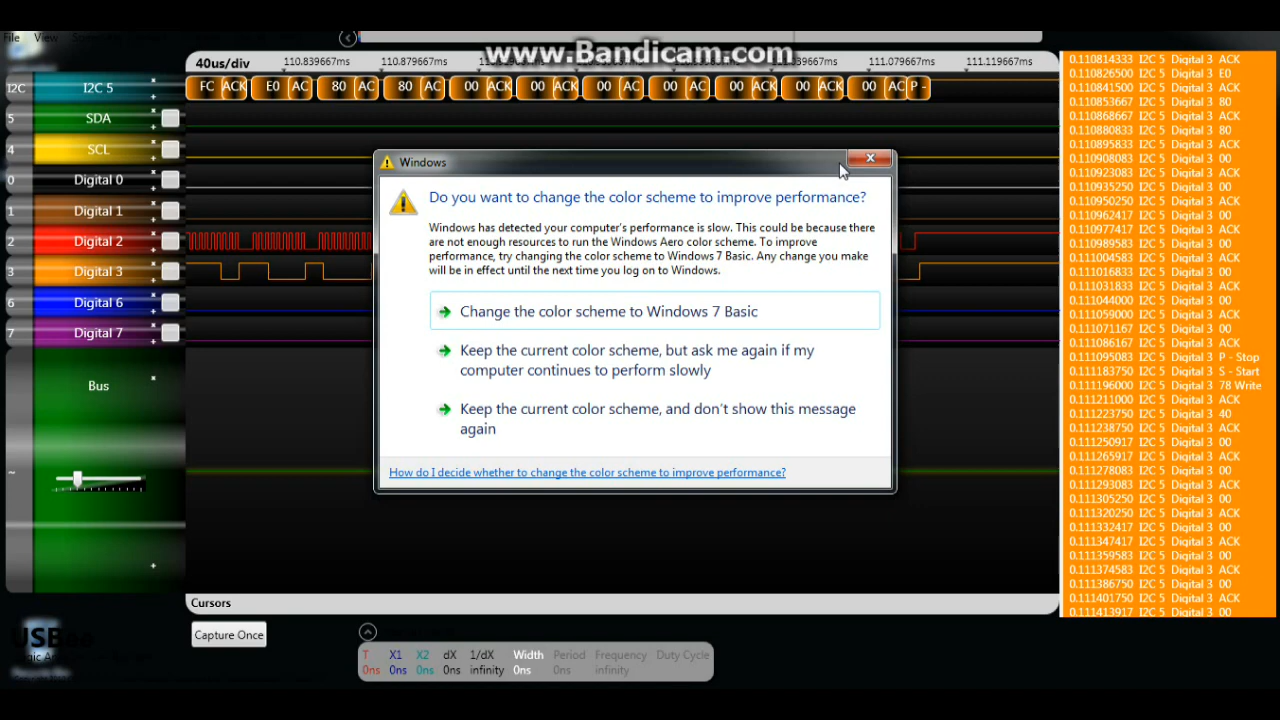 www.Bandicam.com
File View
40us/div 110.839667ms 110.879667ms 111.079667ms 111.119667ms
I2C I2C 5 FC ACK E0 AC 80 AC 80 AC 00 ACK 00 ACK 00 AC 00 AC 00 ACK 00 ACK 00 AC P -
5 SDA
4 SCL
0 Digital 0
1 Digital 1
2 Digital 2
3 Digital 3
6 Digital 6
7 Digital 7
Bus
~
Windows
Do you want to change the color scheme to improve performance?
Windows has detected your computer's performance is slow. This could be because there
are not enough resources to run the Windows Aero color scheme. To improve
performance, try changing the color scheme to Windows 7 Basic. Any change you make
will be in effect until the next time you log on to Windows.
Change the color scheme to Windows 7 Basic
Keep the current color scheme, but ask me again if my
computer continues to perform slowly
Keep the current color scheme, and don't show this message
again
How do I decide whether to change the color scheme to improve performance?
0.110814333 I2C 5 Digital 3 ACK
0.110826500 I2C 5 Digital 3 E0
0.110841500 I2C 5 Digital 3 ACK
0.110853667 I2C 5 Digital 3 80
0.110868667 I2C 5 Digital 3 ACK
0.110880833 I2C 5 Digital 3 80
0.110895833 I2C 5 Digital 3 ACK
0.110908083 I2C 5 Digital 3 00
0.110923083 I2C 5 Digital 3 ACK
0.110935250 I2C 5 Digital 3 00
0.110950250 I2C 5 Digital 3 ACK
0.110962417 I2C 5 Digital 3 00
0.110977417 I2C 5 Digital 3 ACK
0.110989583 I2C 5 Digital 3 00
0.111004583 I2C 5 Digital 3 ACK
0.111016833 I2C 5 Digital 3 00
0.111031833 I2C 5 Digital 3 ACK
0.111044000 I2C 5 Digital 3 00
0.111059000 I2C 5 Digital 3 ACK
0.111071167 I2C 5 Digital 3 00
0.111086167 I2C 5 Digital 3 ACK
0.111095083 I2C 5 Digital 3 P - Stop
0.111183750 I2C 5 Digital 3 S - Start
0.111196000 I2C 5 Digital 3 78 Write
0.111211000 I2C 5 Digital 3 ACK
0.111223750 I2C 5 Digital 3 40
0.111238750 I2C 5 Digital 3 ACK
0.111250917 I2C 5 Digital 3 00
0.111265917 I2C 5 Digital 3 ACK
0.111278083 I2C 5 Digital 3 00
0.111293083 I2C 5 Digital 3 ACK
0.111305250 I2C 5 Digital 3 00
0.111320250 I2C 5 Digital 3 ACK
0.111332417 I2C 5 Digital 3 00
0.111347417 I2C 5 Digital 3 ACK
0.111359583 I2C 5 Digital 3 00
0.111374583 I2C 5 Digital 3 ACK
0.111386750 I2C 5 Digital 3 00
0.111401750 I2C 5 Digital 3 ACK
0.111413917 I2C 5 Digital 3 00
Cursors
Capture Once
USBee
T X1 X2 dX 1/dX Width Period Frequency Duty Cycle
0ns 0ns 0ns 0ns infinity 0ns 0ns infinity